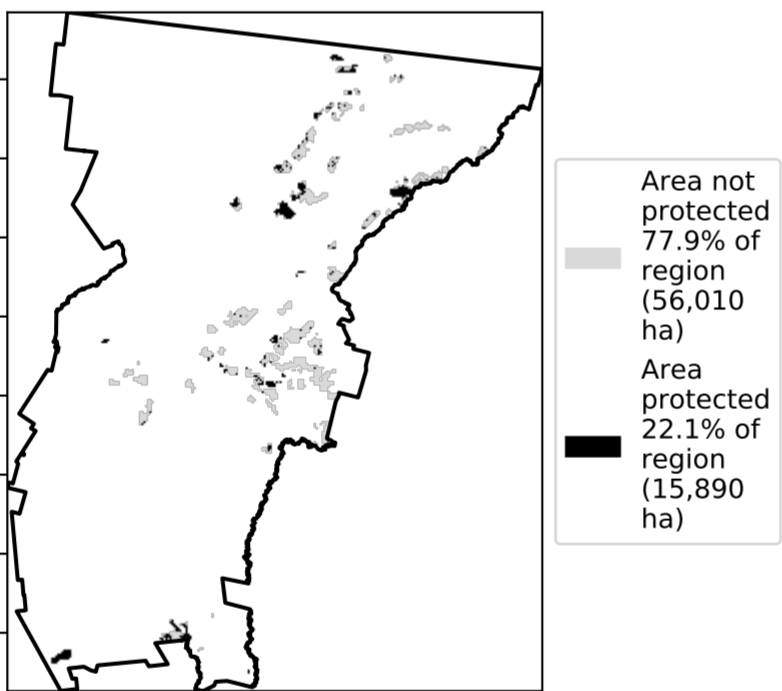 Area not
protected
77.9% of
region
(56,010
ha)
Area
protected
22.1% of
region
(15,890
ha)